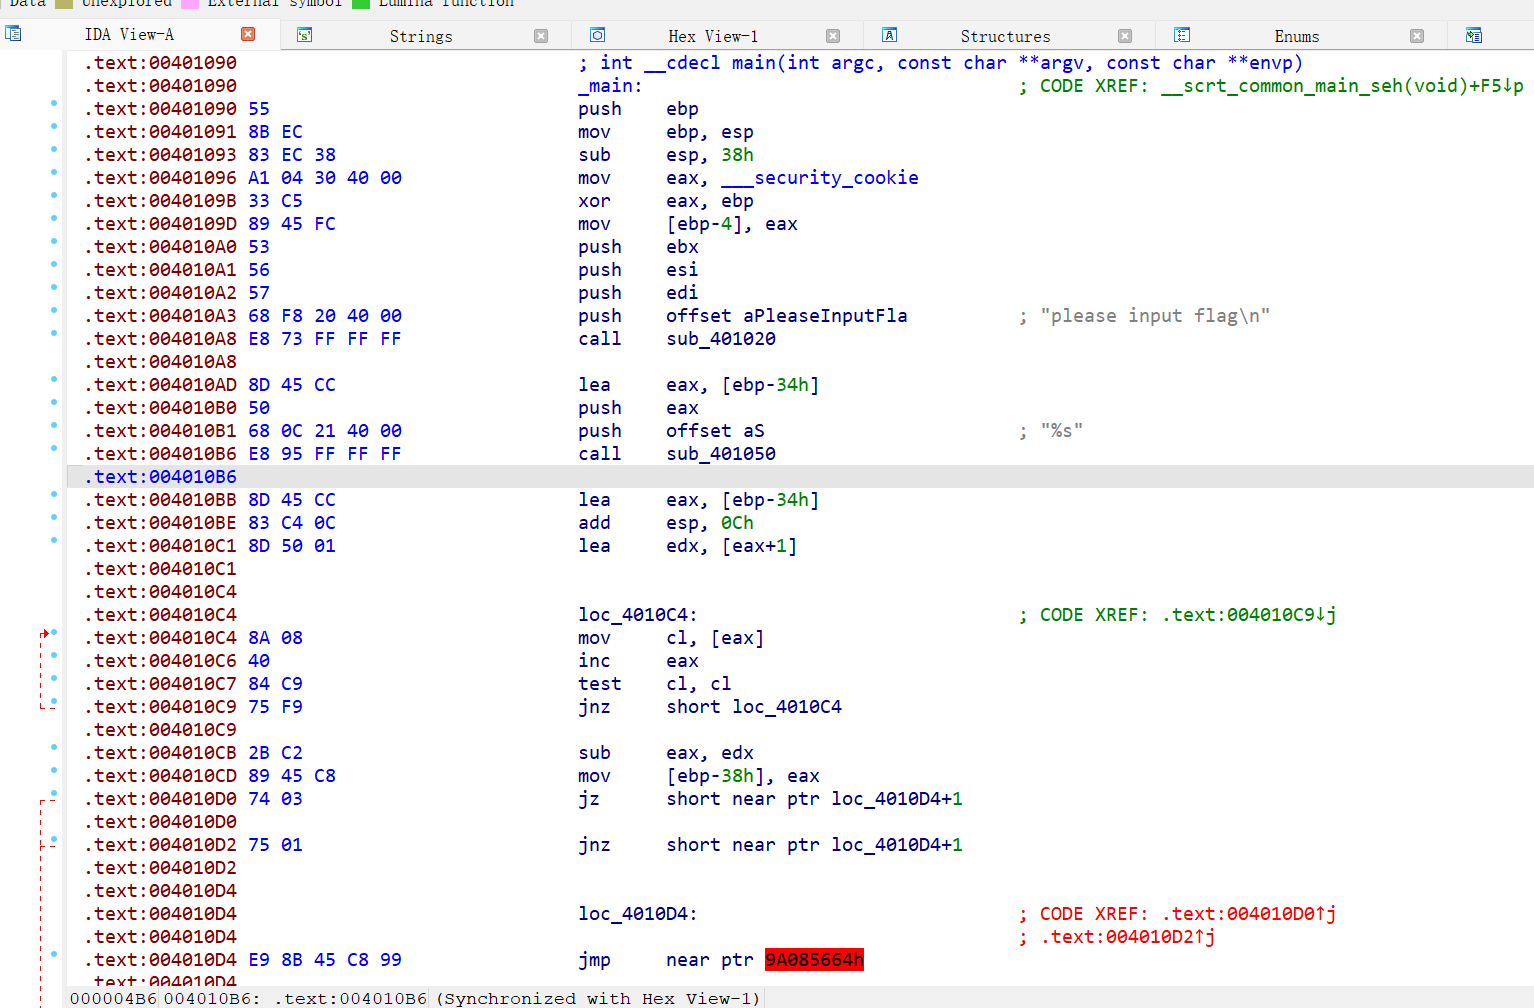 Data Unexplored External symbol Lumina function
IDA View-A Strings Hex View-1 Structures Enums
.text:00401090 ; int __cdecl main(int argc, const char **argv, const char **envp)
.text:00401090 _main: ; CODE XREF: __scrt_common_main_seh(void)+F5↓p
.text:00401090 55 push ebp
.text:00401091 8B EC mov ebp, esp
.text:00401093 83 EC 38 sub esp, 38h
.text:00401096 A1 04 30 40 00 mov eax, ___security_cookie
.text:0040109B 33 C5 xor eax, ebp
.text:0040109D 89 45 FC mov [ebp-4], eax
.text:004010A0 53 push ebx
.text:004010A1 56 push esi
.text:004010A2 57 push edi
.text:004010A3 68 F8 20 40 00 push offset aPleaseInputFla ; "please input flag\n"
.text:004010A8 E8 73 FF FF FF call sub_401020
.text:004010A8
.text:004010AD 8D 45 CC lea eax, [ebp-34h]
.text:004010B0 50 push eax
.text:004010B1 68 0C 21 40 00 push offset aS ; "%s"
.text:004010B6 E8 95 FF FF FF call sub_401050
.text:004010B6
.text:004010BB 8D 45 CC lea eax, [ebp-34h]
.text:004010BE 83 C4 0C add esp, 0Ch
.text:004010C1 8D 50 01 lea edx, [eax+1]
.text:004010C1
.text:004010C4
.text:004010C4 loc_4010C4: ; CODE XREF: .text:004010C9↓j
.text:004010C4 8A 08 mov cl, [eax]
.text:004010C6 40 inc eax
.text:004010C7 84 C9 test cl, cl
.text:004010C9 75 F9 jnz short loc_4010C4
.text:004010C9
.text:004010CB 2B C2 sub eax, edx
.text:004010CD 89 45 C8 mov [ebp-38h], eax
.text:004010D0 74 03 jz short near ptr loc_4010D4+1
.text:004010D0
.text:004010D2 75 01 jnz short near ptr loc_4010D4+1
.text:004010D2
.text:004010D4
.text:004010D4 loc_4010D4: ; CODE XREF: .text:004010D0↑j
.text:004010D4 ; .text:004010D2↑j
.text:004010D4 E9 8B 45 C8 99 jmp near ptr 9A085664h
.text:004010D4
000004B6 004010B6: .text:004010B6 (Synchronized with Hex View-1)